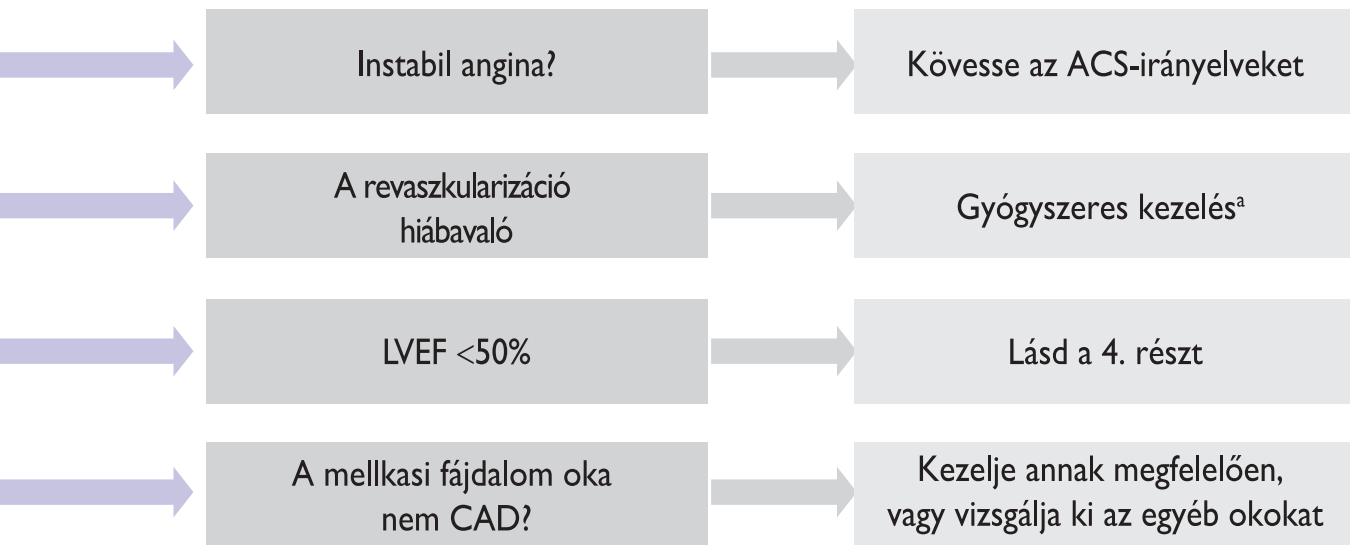 Instabil angina?
Kövesse az ACS-irányelveket
A revaszkularizáció
hiábavaló
Gyógyszeres kezelésᵃ
LVEF <50%
Lásd a 4. részt
A mellkasi fájdalom oka
nem CAD?
Kezelje annak megfelelően,
vagy vizsgálja ki az egyéb okokat